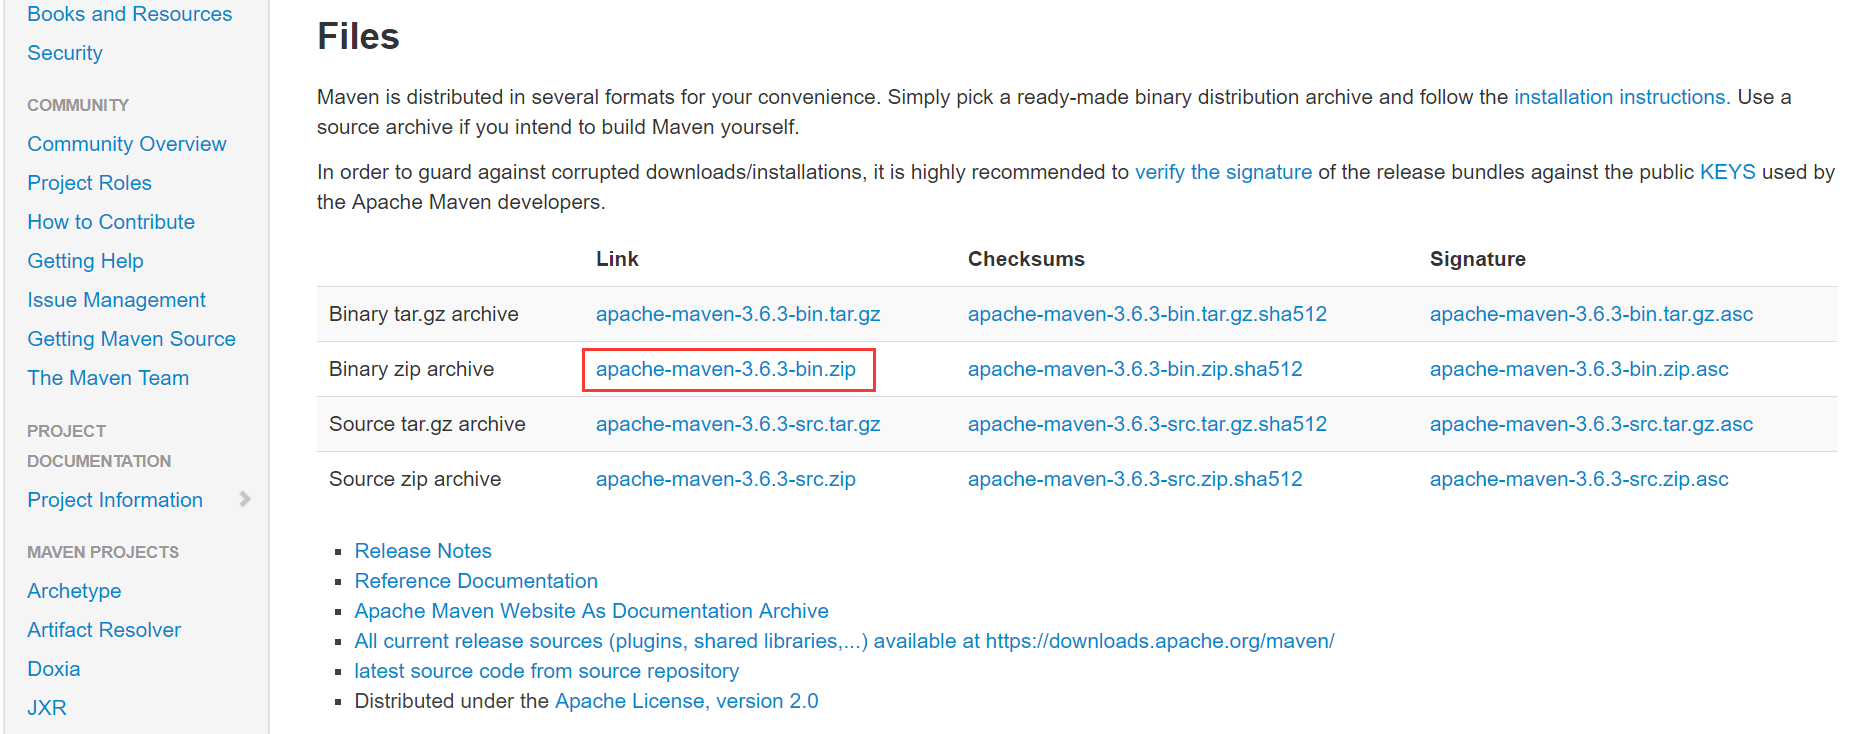 Books and Resources
Security
COMMUNITY
Community Overview
Project Roles
How to Contribute
Getting Help
Issue Management
Getting Maven Source
The Maven Team
PROJECT
DOCUMENTATION
Project Information
MAVEN PROJECTS
Archetype
Artifact Resolver
Doxia
JXR
Files
Maven is distributed in several formats for your convenience. Simply pick a ready-made binary distribution archive and follow the installation instructions. Use a
source archive if you intend to build Maven yourself.
In order to guard against corrupted downloads/installations, it is highly recommended to verify the signature of the release bundles against the public KEYS used by
the Apache Maven developers.
Link Checksums Signature
Binary tar.gz archive apache-maven-3.6.3-bin.tar.gz apache-maven-3.6.3-bin.tar.gz.sha512 apache-maven-3.6.3-bin.tar.gz.asc
Binary zip archive apache-maven-3.6.3-bin.zip apache-maven-3.6.3-bin.zip.sha512 apache-maven-3.6.3-bin.zip.asc
Source tar.gz archive apache-maven-3.6.3-src.tar.gz apache-maven-3.6.3-src.tar.gz.sha512 apache-maven-3.6.3-src.tar.gz.asc
Source zip archive apache-maven-3.6.3-src.zip apache-maven-3.6.3-src.zip.sha512 apache-maven-3.6.3-src.zip.asc
Release Notes
Reference Documentation
Apache Maven Website As Documentation Archive
All current release sources (plugins, shared libraries,...) available at https://downloads.apache.org/maven/
latest source code from source repository
Distributed under the Apache License, version 2.0